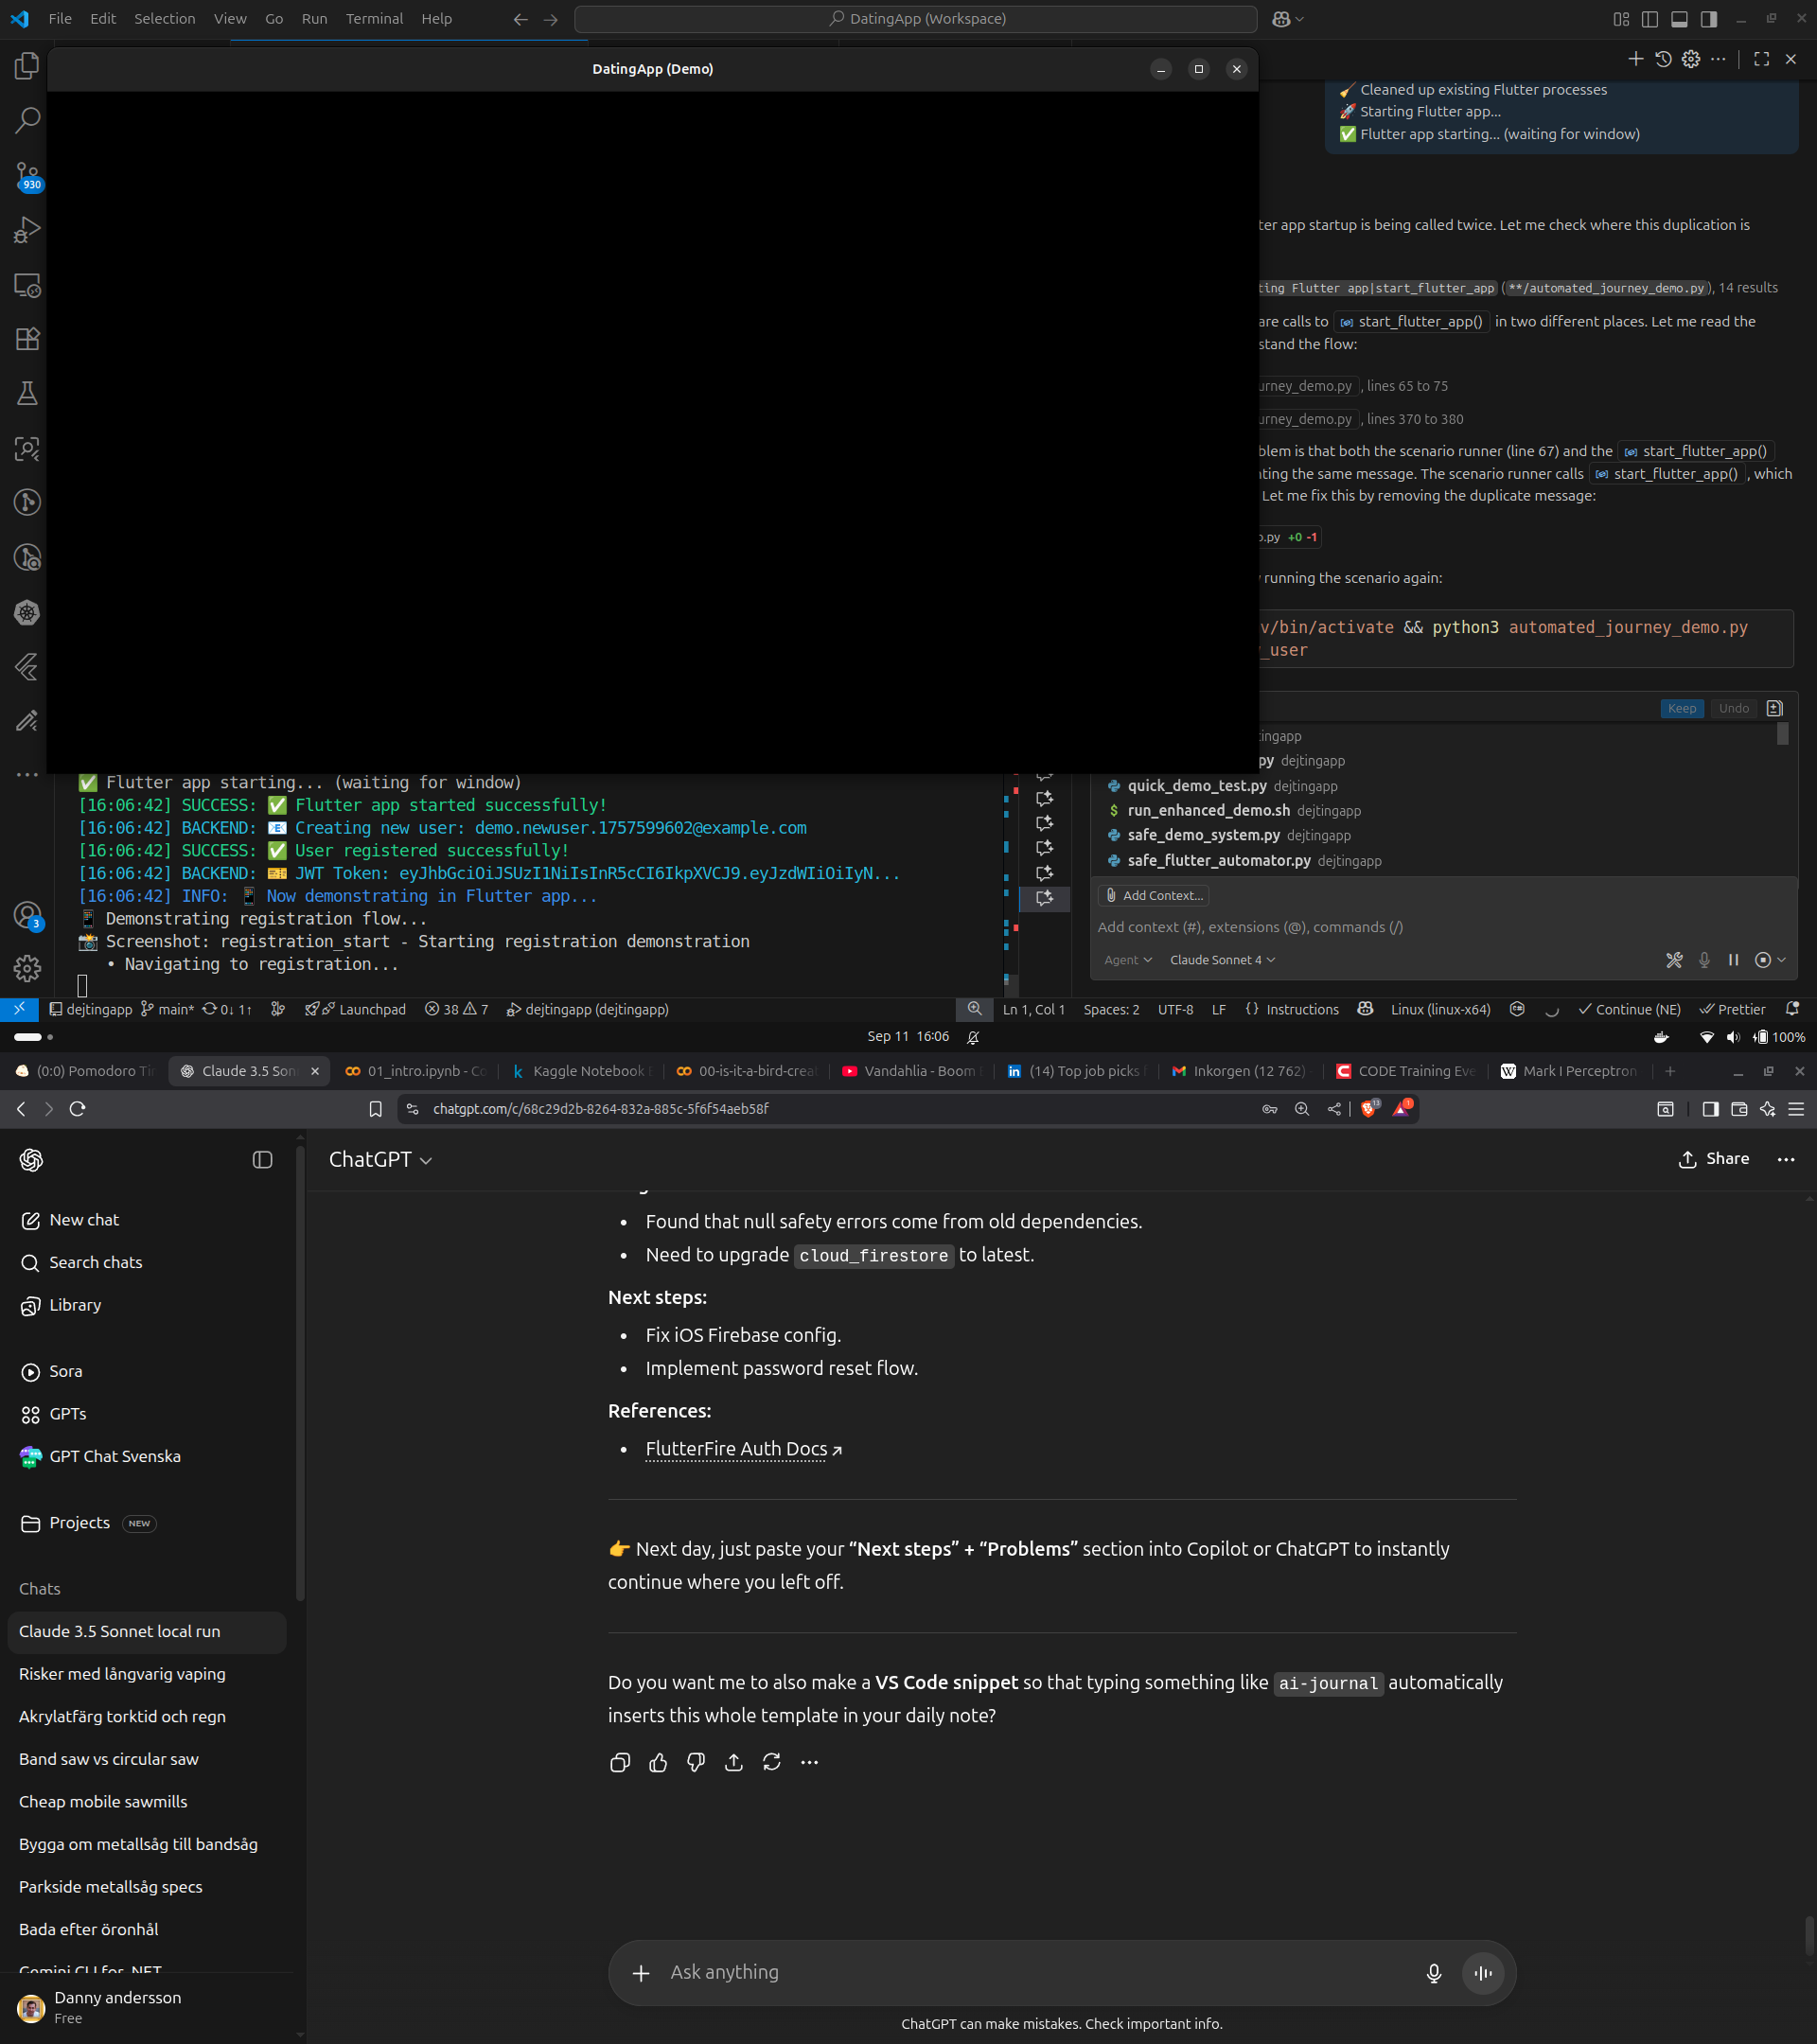 File Edit Selection View Go Run Terminal Help
DatingApp (Workspace)
930
3
DatingApp (Demo)
🧹 Cleaned up existing Flutter processes
🚀 Starting Flutter app...
✅ Flutter app starting... (waiting for window)
ter app startup is being called twice. Let me check where this duplication is
ting Flutter app|start_flutter_app (**/automated_journey_demo.py), 14 results
are calls to start_flutter_app() in two different places. Let me read the
stand the flow:
urney_demo.py , lines 65 to 75
urney_demo.py , lines 370 to 380
blem is that both the scenario runner (line 67) and the start_flutter_app()
nting the same message. The scenario runner calls start_flutter_app() , which
Let me fix this by removing the duplicate message:
o.py +0 -1
running the scenario again:
v/bin/activate && python3 automated_journey_demo.py
_user
Keep Undo
tingapp
py dejtingapp
quick_demo_test.py dejtingapp
$ run_enhanced_demo.sh dejtingapp
safe_demo_system.py dejtingapp
safe_flutter_automator.py dejtingapp
Add Context...
Add context (#), extensions (@), commands (/)
Agent Claude Sonnet 4
✅ Flutter app starting... (waiting for window)
[16:06:42] SUCCESS: ✅ Flutter app started successfully!
[16:06:42] BACKEND: 📧 Creating new user: demo.newuser.1757599602@example.com
[16:06:42] SUCCESS: ✅ User registered successfully!
[16:06:42] BACKEND: 🎫 JWT Token: eyJhbGciOiJSUzI1NiIsInR5cCI6IkpXVCJ9.eyJzdWIiOiIyN...
[16:06:42] INFO: 📱 Now demonstrating in Flutter app...
📱 Demonstrating registration flow...
📸 Screenshot: registration_start - Starting registration demonstration
• Navigating to registration...
dejtingapp main* 0↓ 1↑ Launchpad 38 7 dejtingapp (dejtingapp) Ln 1, Col 1 Spaces: 2 UTF-8 LF {} Instructions Linux (linux-x64) Continue (NE) Prettier
Sep 11 16:06
100%
(0:0) Pomodoro Tin Claude 3.5 Son 01_intro.ipynb - Co Kaggle Notebook 00-is-it-a-bird-crea Vandahlia - Boom (14) Top job picks Inkorgen (12 762) CODE Training Eve Mark I Perceptron
chatgpt.com/c/68c29d2b-8264-832a-885c-5f6f54aeb58f
13
1
ChatGPT
Share
New chat
Search chats
Library
Sora
GPTs
GPT Chat Svenska
Projects NEW
Chats
Claude 3.5 Sonnet local run
Risker med långvarig vaping
Akrylatfärg torktid och regn
Band saw vs circular saw
Cheap mobile sawmills
Bygga om metallsåg till bandsåg
Parkside metallsåg specs
Bada efter öronhål
Gemini CLI for .NET
Danny andersson
Free
• Found that null safety errors come from old dependencies.
• Need to upgrade cloud_firestore to latest.
Next steps:
• Fix iOS Firebase config.
• Implement password reset flow.
References:
• FlutterFire Auth Docs
👉 Next day, just paste your “Next steps” + “Problems” section into Copilot or ChatGPT to instantly
continue where you left off.
Do you want me to also make a VS Code snippet so that typing something like ai-journal automatically
inserts this whole template in your daily note?
Ask anything
ChatGPT can make mistakes. Check important info.